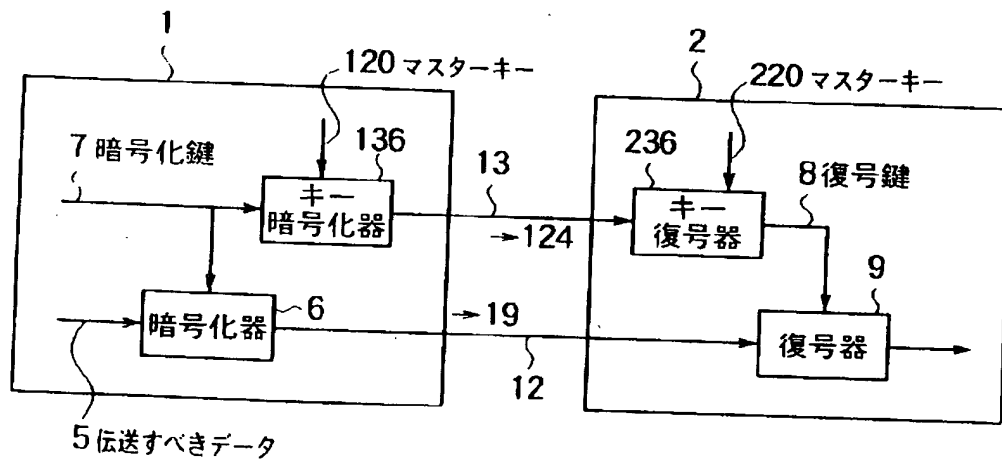 1
2
120 マスターキー
220 マスターキー
7 暗号化鍵
136
236
8 復号鍵
キー
暗号化器
13
キー
復号器
124
9
暗号化器
6
19
復号器
12
5 伝送すべきデータ